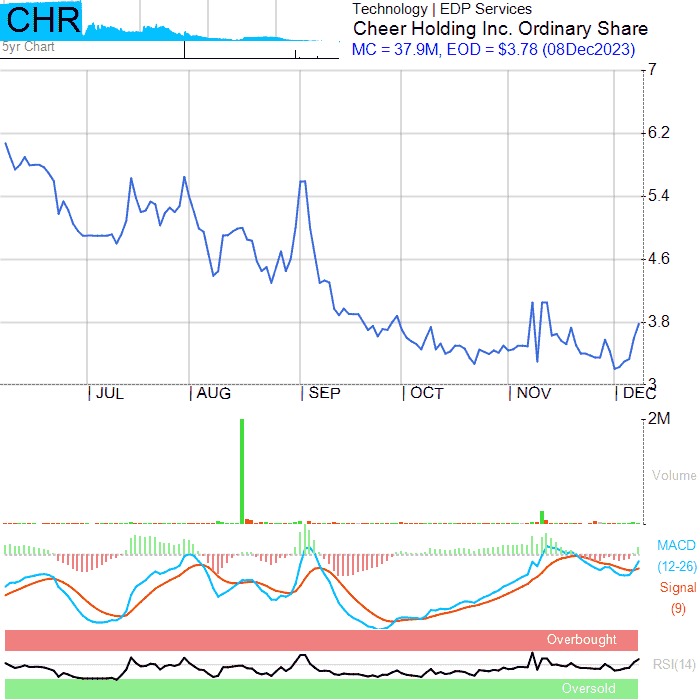 CHR
5yr Chart
Technology | EDP Services
Cheer Holding Inc. Ordinary Share
MC = 37.9M, EOD = $3.78 (08Dec2023)
7
6.2
5.4
4.6
3.8
3
JUL AUG SEP OCT NOV DEC
2M
Volume
MACD
(12-26)
Signal
(9)
Overbought
RSI(14)
Oversold